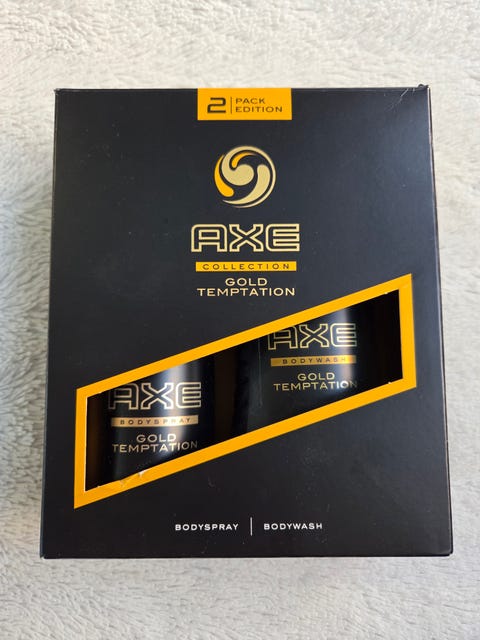 2 PACK
EDITION
AXE
COLLECTION
GOLD
TEMPTATION
AXE
BODYWASH
GOLD
TEMPTATION
AXE
BODYSPRAY
GOLD
TEMPTATION
BODYSPRAY | BODYWASH